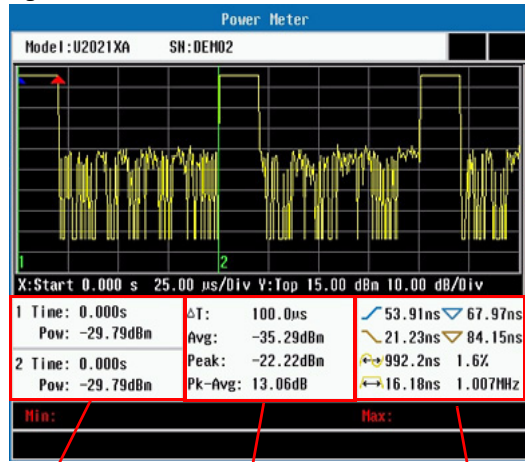 Power Meter
Model:U2021XA SN:DEMO2
1 2
X:Start 0.000 s 25.00 µs/Div Y:Top 15.00 dBm 10.00 dB/Div
1 Time: 0.000s
Pow: -29.79dBm
2 Time: 0.000s
Pow: -29.79dBm
△T: 100.0µs
Avg: -35.29dBm
Peak: -22.22dBm
Pk-Avg: 13.06dB
53.91ns 67.97ns
21.23ns 84.15ns
992.2ns 1.6%
16.18ns 1.007MHz
Min: Max: